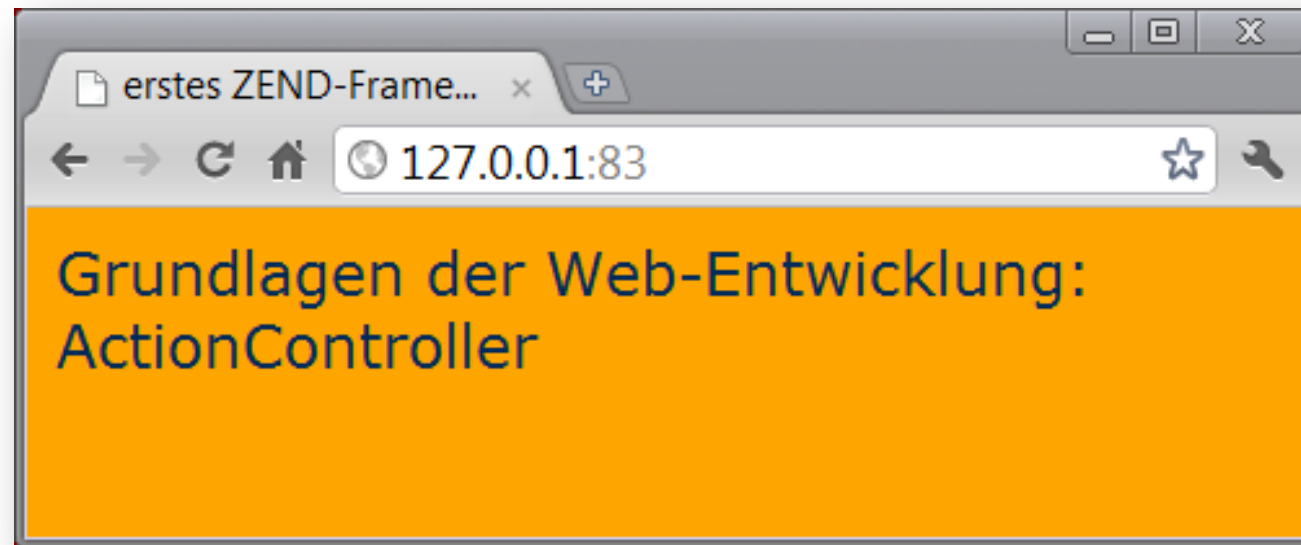 erstes ZEND-Frame...
127.0.0.1:83
Grundlagen der Web-Entwicklung:
ActionController